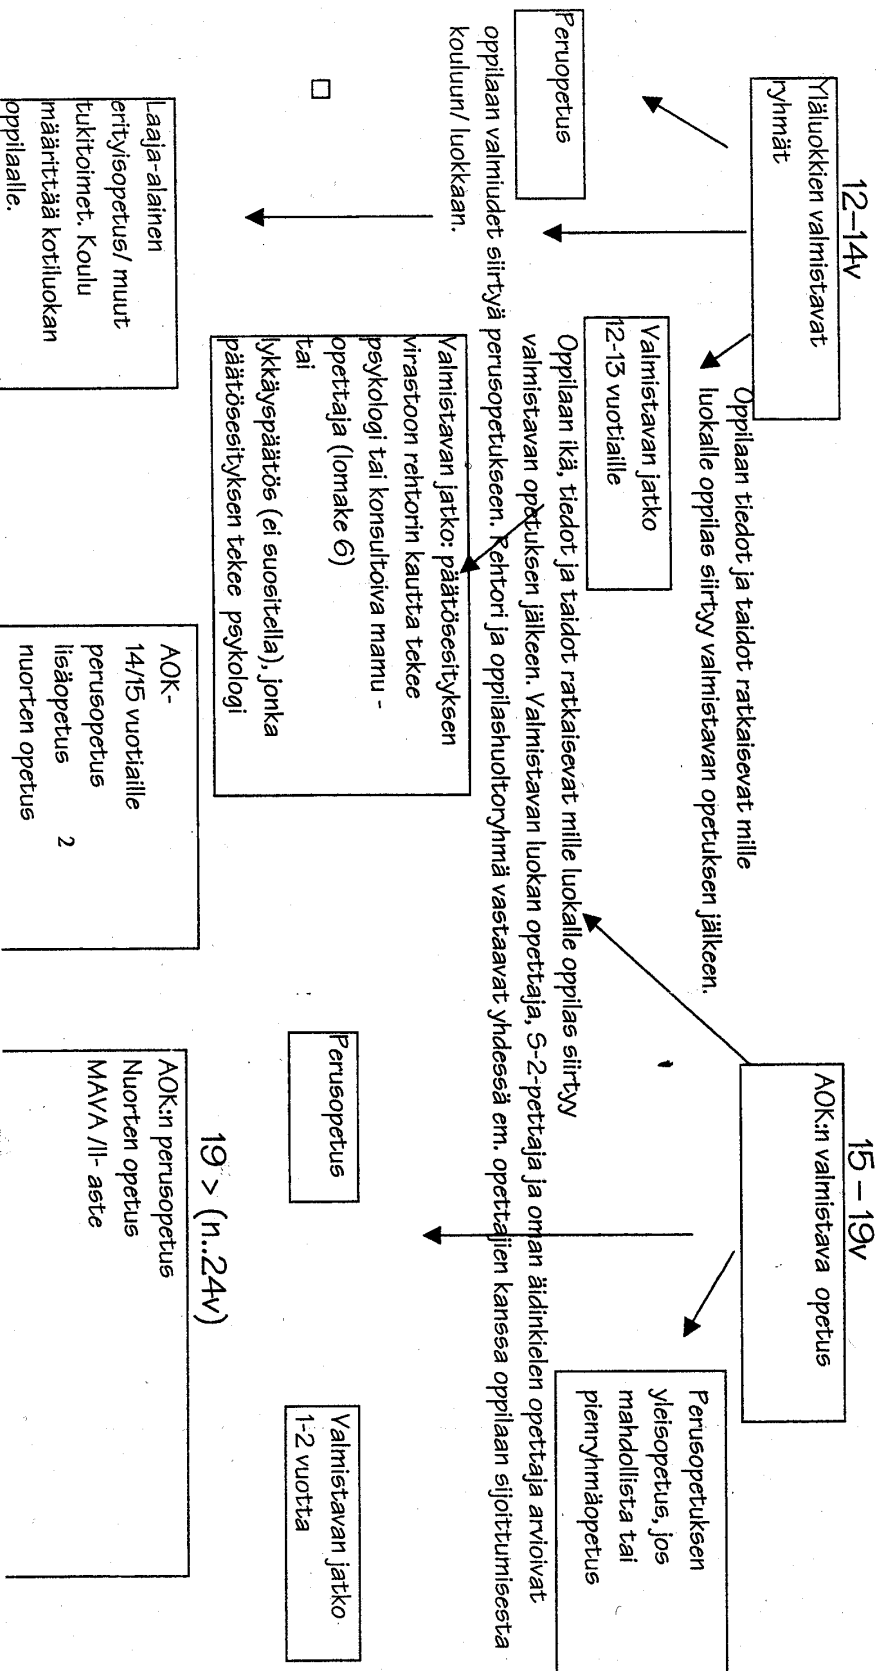 12–14v
Yläluokkien valmistavat
ryhmät
15 – 19v
AOK:n valmistava opetus
Oppilaan tiedot ja taidot ratkaisevat mille
luokalle oppilas siirtyy valmistavan opetuksen jälkeen.
Peruopetus
Valmistavan jatko
12-13 vuotiaille
Perusopetuksen
yleisopetus, jos
mahdollista tai
pienryhmäopetus
Oppilaan ikä, tiedot ja taidot ratkaisevat mille luokalle oppilas siirtyy
valmistavan opetuksen jälkeen. Valmistavan luokan opettaja, S-2-pettaja ja oman äidinkielen opettaja arvioivat
oppilaan valmiudet siirtyä perusopetukseen. Rehtori ja oppilashuoltoryhmä vastaavat yhdessä em. opettajien kanssa oppilaan sijoittumisesta
kouluun/ luokkaan.
Valmistavan jatko: päätösesityksen
virastoon rehtorin kautta tekee
psykologi tai konsultoiva mamu -
opettaja (lomake 6)
tai
lykkäyspäätös (ei suositella), jonka
päätösesityksen tekee psykologi
Perusopetus
Valmistavan jatko
1-2 vuotta
19 > (n..24v)
Laaja-alainen
erityisopetus/ muut
tukitoimet. Koulu
määrittää kotiluokan
oppilaalle.
AOK-
14/15 vuotiaille
perusopetus
lisäopetus
nuorten opetus
2
AOK:n perusopetus
Nuorten opetus
MAVA /II- aste